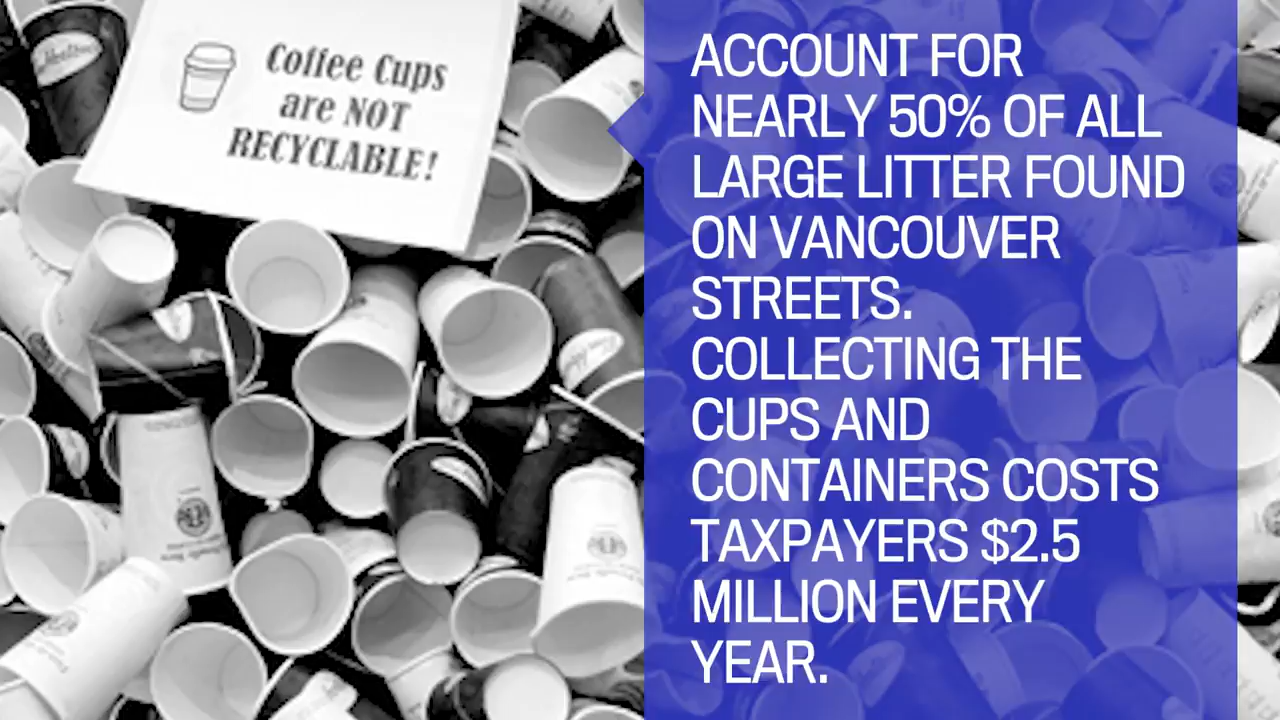 Coffee Cups
are NOT
RECYCLABLE!
ACCOUNT FOR
NEARLY 50% OF ALL
LARGE LITTER FOUND
ON VANCOUVER
STREETS.
COLLECTING THE
CUPS AND
CONTAINERS COSTS
TAXPAYERS $2.5
MILLION EVERY
YEAR.